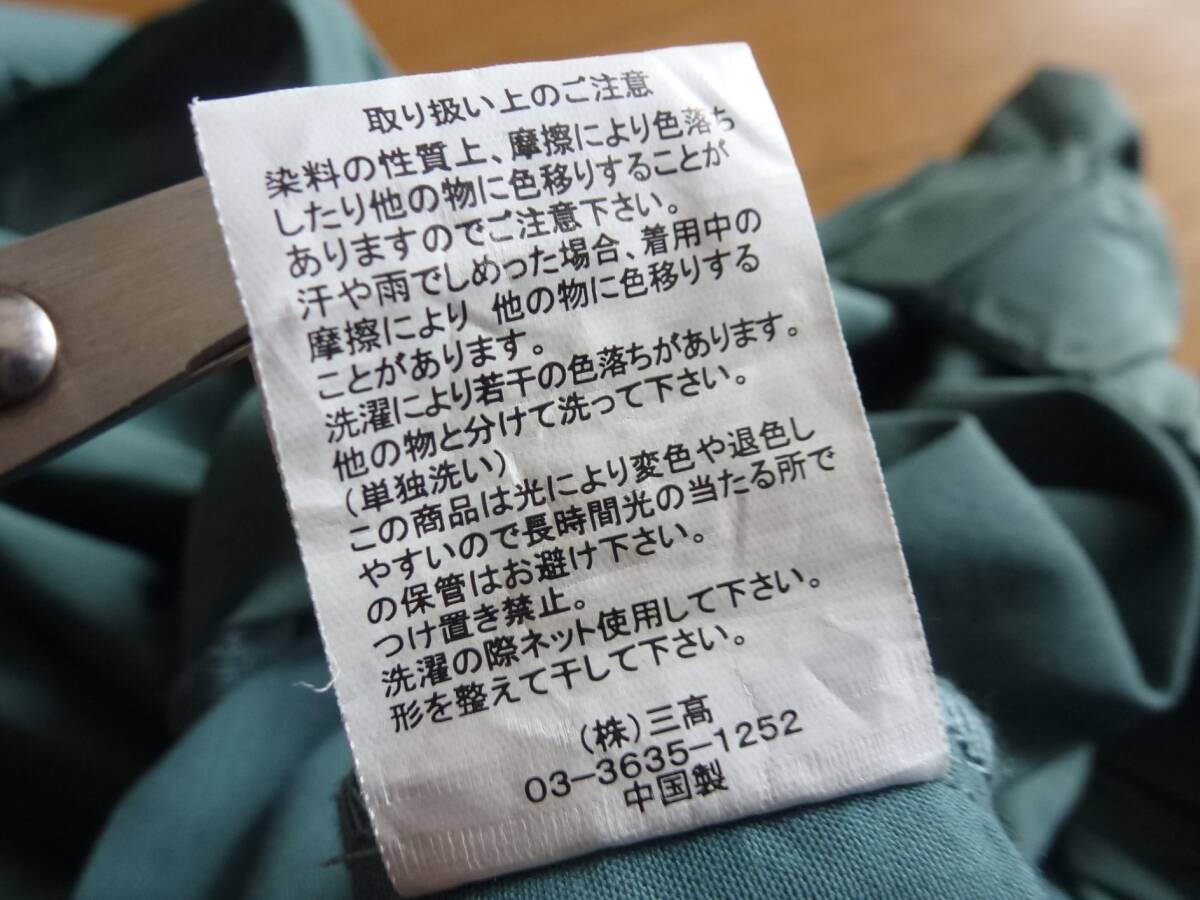 取り扱い上のご注意
染料の性質上、摩擦により色落ち
したり他の物に色移りすることが
ありますのでご注意下さい。
汗や雨でしめった場合、着用中の
摩擦により 他の物に色移りする
ことがあります。
洗濯により若干の色落ちがあります。
他の物と分けて洗って下さい。
(単独洗い)
この商品は光により変色や退色し
やすいので長時間光の当たる所で
の保管はお避け下さい。
つけ置き禁止。
洗濯の際ネット使用して下さい。
形を整えて干して下さい。
(株)三高
03-3635-1252
中国製